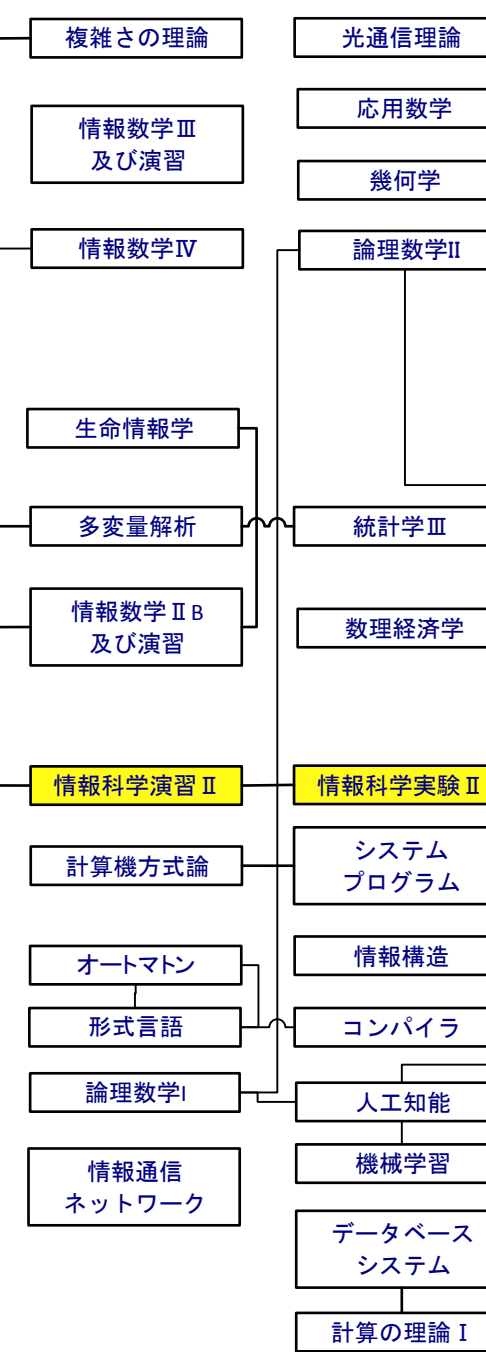 複雑さの理論
情報数学Ⅲ
及び演習
情報数学Ⅳ
生命情報学
多変量解析
情報数学ⅡB
及び演習
情報科学演習Ⅱ
計算機方式論
オートマトン
形式言語
論理数学I
情報通信
ネットワーク
光通信理論
応用数学
幾何学
論理数学II
統計学Ⅲ
数理経済学
情報科学実験Ⅱ
システム
プログラム
情報構造
コンパイラ
人工知能
機械学習
データベース
システム
計算の理論Ⅰ